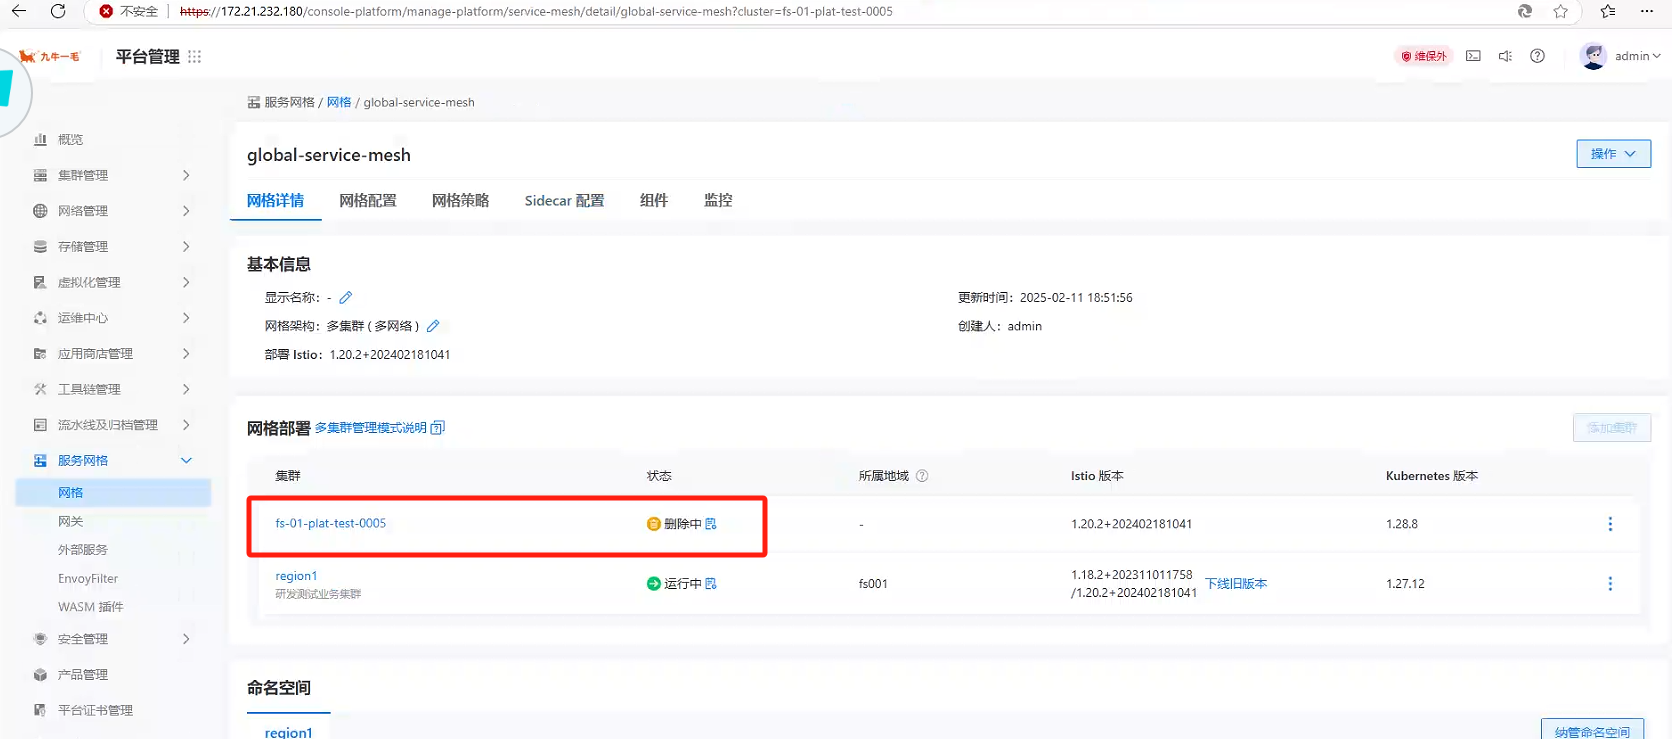 不安全 https://172.21.232.180/console-platform/manage-platform/service-mesh/detail/global-service-mesh?cluster=fs-01-plat-test-0005
九牛一毛 平台管理 维保外 admin
服务网格 / 网格 / global-service-mesh
概览
集群管理
网络管理
存储管理
虚拟化管理
运维中心
应用商店管理
工具链管理
流水线及归档管理
服务网格
网格
网关
外部服务
EnvoyFilter
WASM 插件
安全管理
产品管理
平台证书管理
global-service-mesh 操作
网格详情 网格配置 网格策略 Sidecar 配置 组件 监控
基本信息
显示名称: - 更新时间: 2025-02-11 18:51:56
网格架构: 多集群 ( 多网络 ) 创建人: admin
部署 Istio: 1.20.2+202402181041
网格部署 多集群管理模式说明 添加集群
集群 状态 所属地域 Istio 版本 Kubernetes 版本
fs-01-plat-test-0005 删除中 - 1.20.2+202402181041 1.28.8
region1 运行中 fs001 1.18.2+202311011758 下线旧版本 1.27.12
研发测试业务集群 /1.20.2+202402181041
命名空间
region1 纳管命名空间